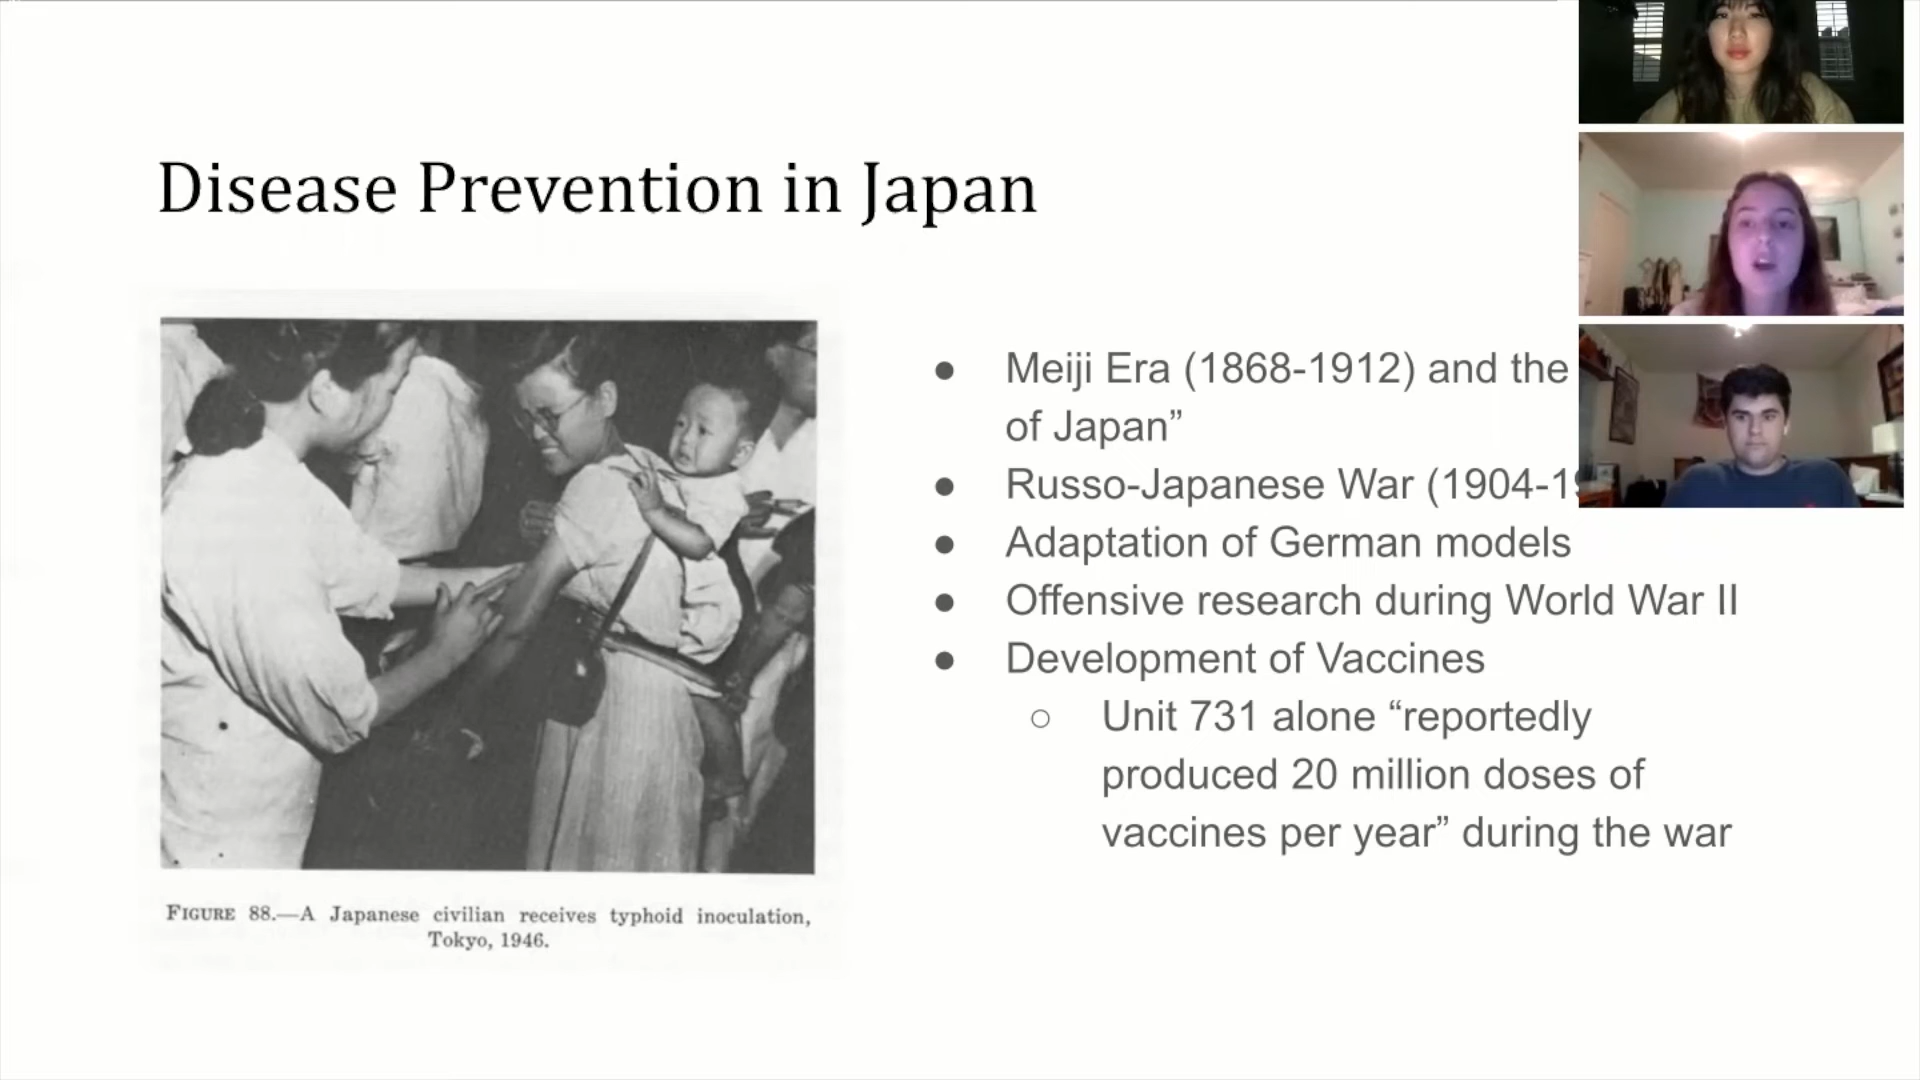 Disease Prevention in Japan
Meiji Era (1868-1912) and the
of Japan”
Russo-Japanese War (1904-19
Adaptation of German models
Offensive research during World War II
Development of Vaccines
Unit 731 alone “reportedly
produced 20 million doses of
vaccines per year” during the war
FIGURE 88.—A Japanese civilian receives typhoid inoculation,
Tokyo, 1946.